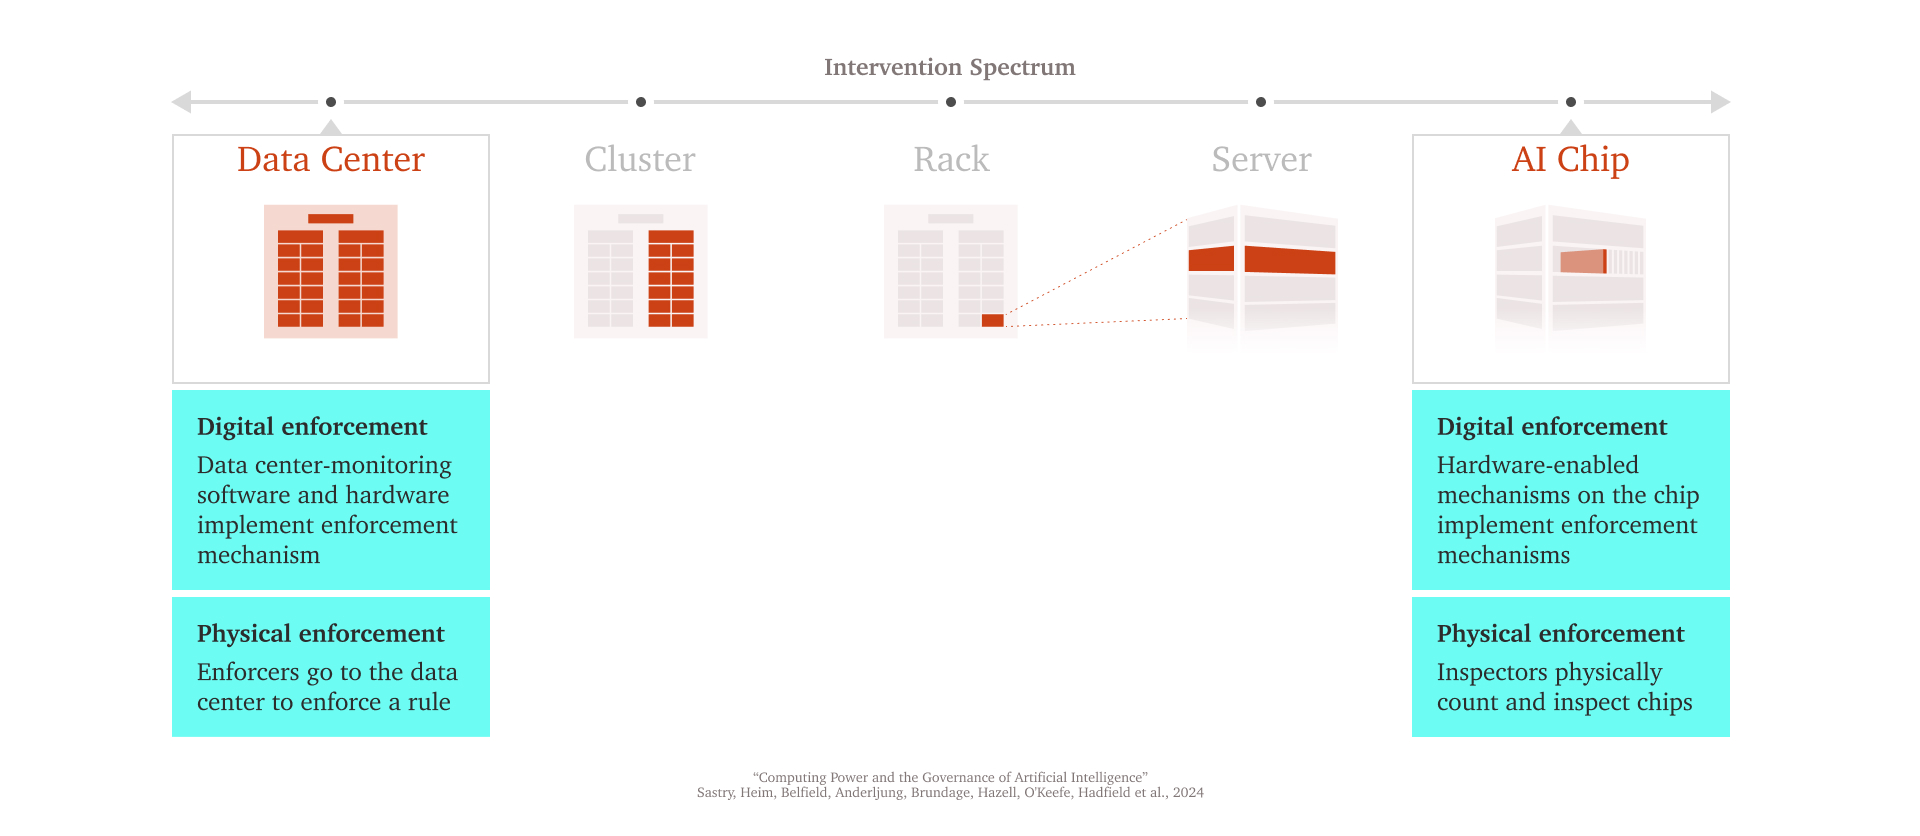 Intervention Spectrum
Data Center
Cluster
Rack
Server
AI Chip
Digital enforcement
Data center-monitoring
software and hardware
implement enforcement
mechanism
Physical enforcement
Enforcers go to the data
center to enforce a rule
Digital enforcement
Hardware-enabled
mechanisms on the chip
implement enforcement
mechanisms
Physical enforcement
Inspectors physically
count and inspect chips
“Computing Power and the Governance of Artificial Intelligence”
Sastry, Heim, Belfield, Anderljung, Brundage, Hazell, O'Keefe, Hadfield et al., 2024